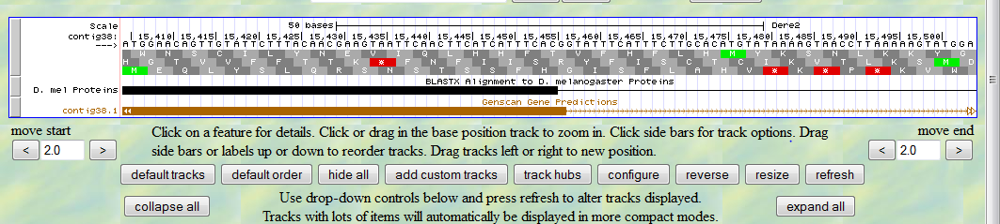 Scale 50 bases Dere2
contig38: 15,410 15,415 15,420 15,425 15,430 15,435 15,440 15,445 15,450 15,455 15,460 15,465 15,470 15,475 15,480 15,485 15,490 15,495 15,500
--->
BLASTX Alignment to D. melanogaster Proteins
D. mel Proteins
Genscan Gene Predictions
contig38.1
move start
Click on a feature for details. Click or drag in the base position track to zoom in. Click side bars for track options. Drag
side bars or labels up or down to reorder tracks. Drag tracks left or right to new position.
move end
< 2.0 >
< 2.0 >
default tracks default order hide all add custom tracks track hubs configure reverse resize refresh
collapse all
Use drop-down controls below and press refresh to alter tracks displayed.
Tracks with lots of items will automatically be displayed in more compact modes.
expand all